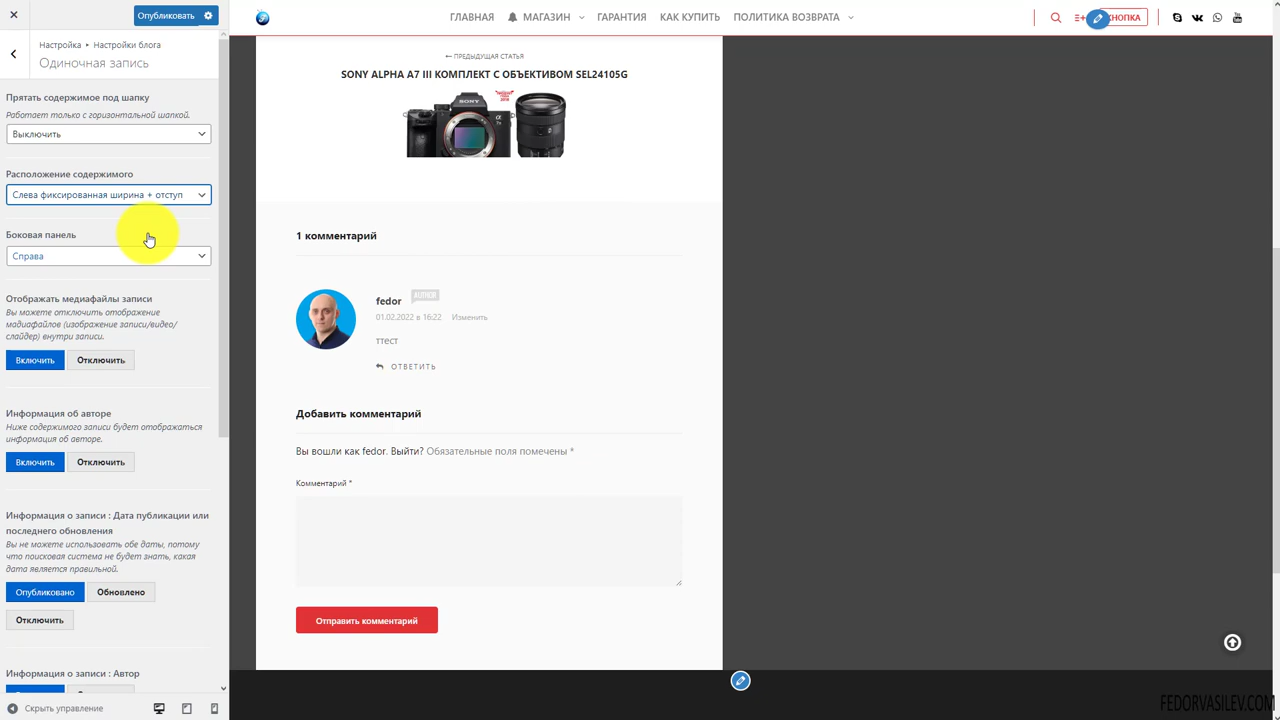 Опубликовать
Настройка ▸ Настройки блога
Одиночная запись
Прятать содержимое под шапку
Работает только с горизонтальной шапкой.
Выключить
Расположение содержимого
Слева фиксированная ширина + отступ
Боковая панель
Справа
Отображать медиафайлы записи
Вы можете отключить отображение
мадиафайлов (изображение записи/видео/
слайдер) внутри записи.
Включить Отключить
Информация об авторе
Ниже содержимого записи будет отображаться
информация об авторе.
Включить Отключить
Информация о записи : Дата публикации или
последнего обновления
Вы не можете использовать обе даты, потому
что поисковая система не будет знать, какая
дата является правильной.
Опубликовано Обновлено
Отключить
Информация о записи : Автор
Скрыть управление
ГЛАВНАЯ МАГАЗИН ГАРАНТИЯ КАК КУПИТЬ ПОЛИТИКА ВОЗВРАТА
КНОПКА
← ПРЕДЫДУЩАЯ СТАТЬЯ
SONY ALPHA A7 III КОМПЛЕКТ С ОБЪЕКТИВОМ SEL24105G
SONY
1 комментарий
fedor AUTHOR
01.02.2022 в 16:22 Изменить
ттест
ОТВЕТИТЬ
Добавить комментарий
Вы вошли как fedor. Выйти? Обязательные поля помечены *
Комментарий *
Отправить комментарий
FEDORVASILEV.COM